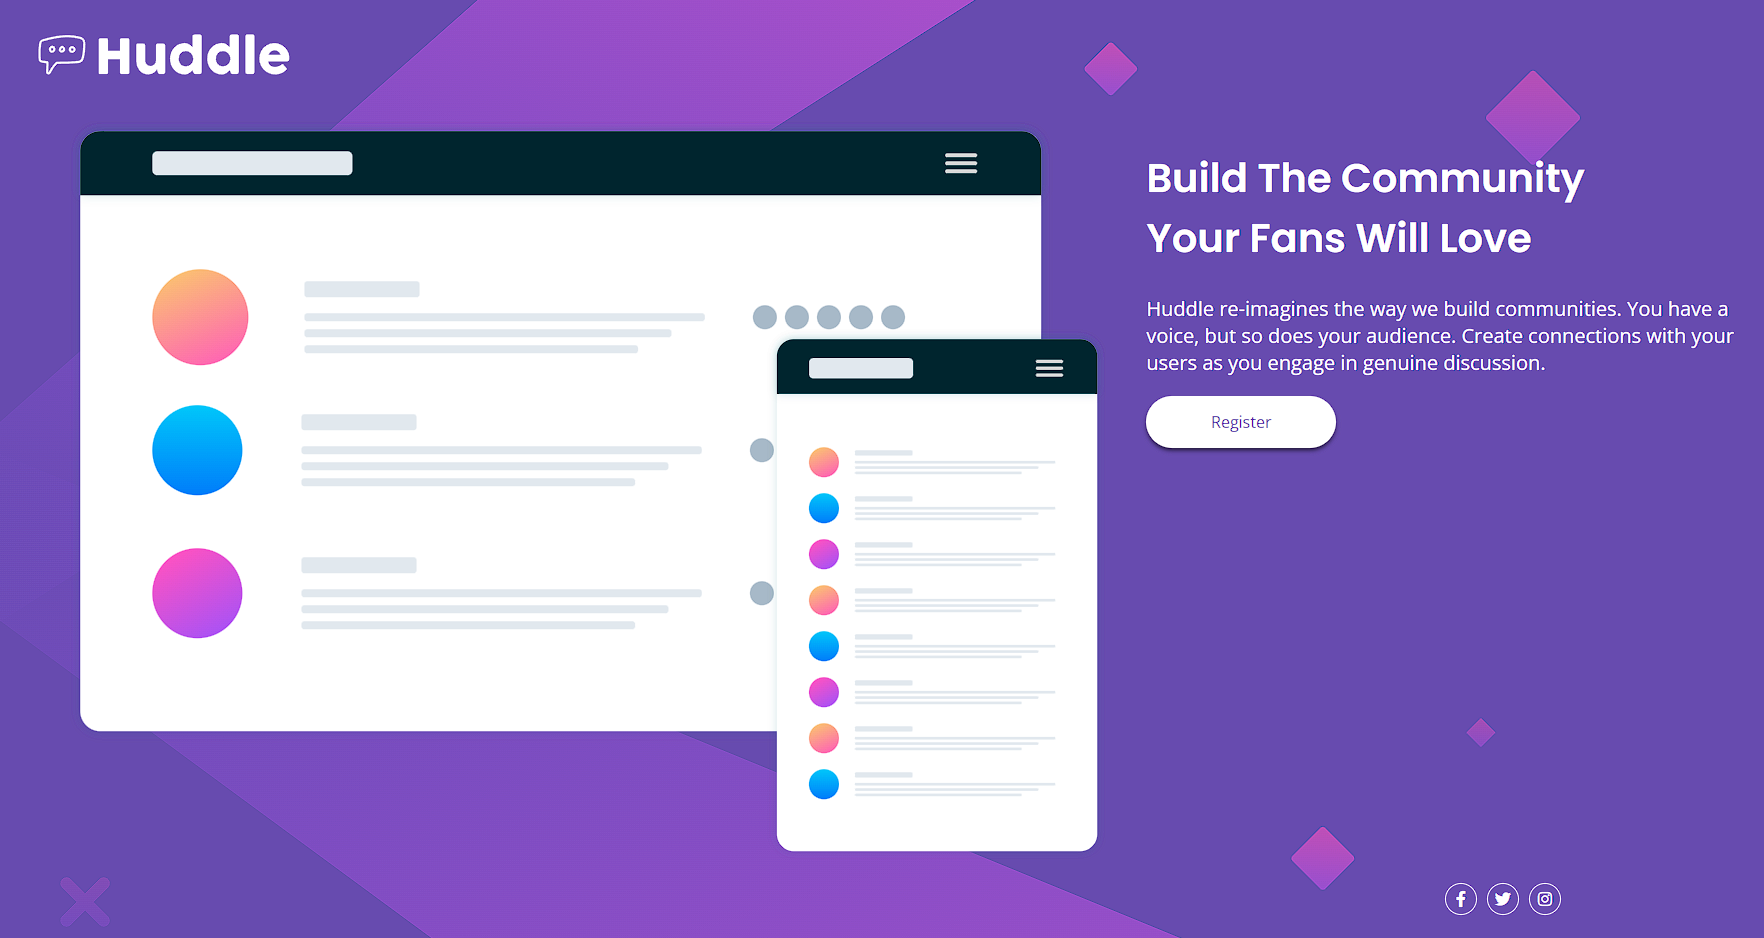 Huddle
Build The Community
Your Fans Will Love
Huddle re-imagines the way we build communities. You have a
voice, but so does your audience. Create connections with your
users as you engage in genuine discussion.
Register